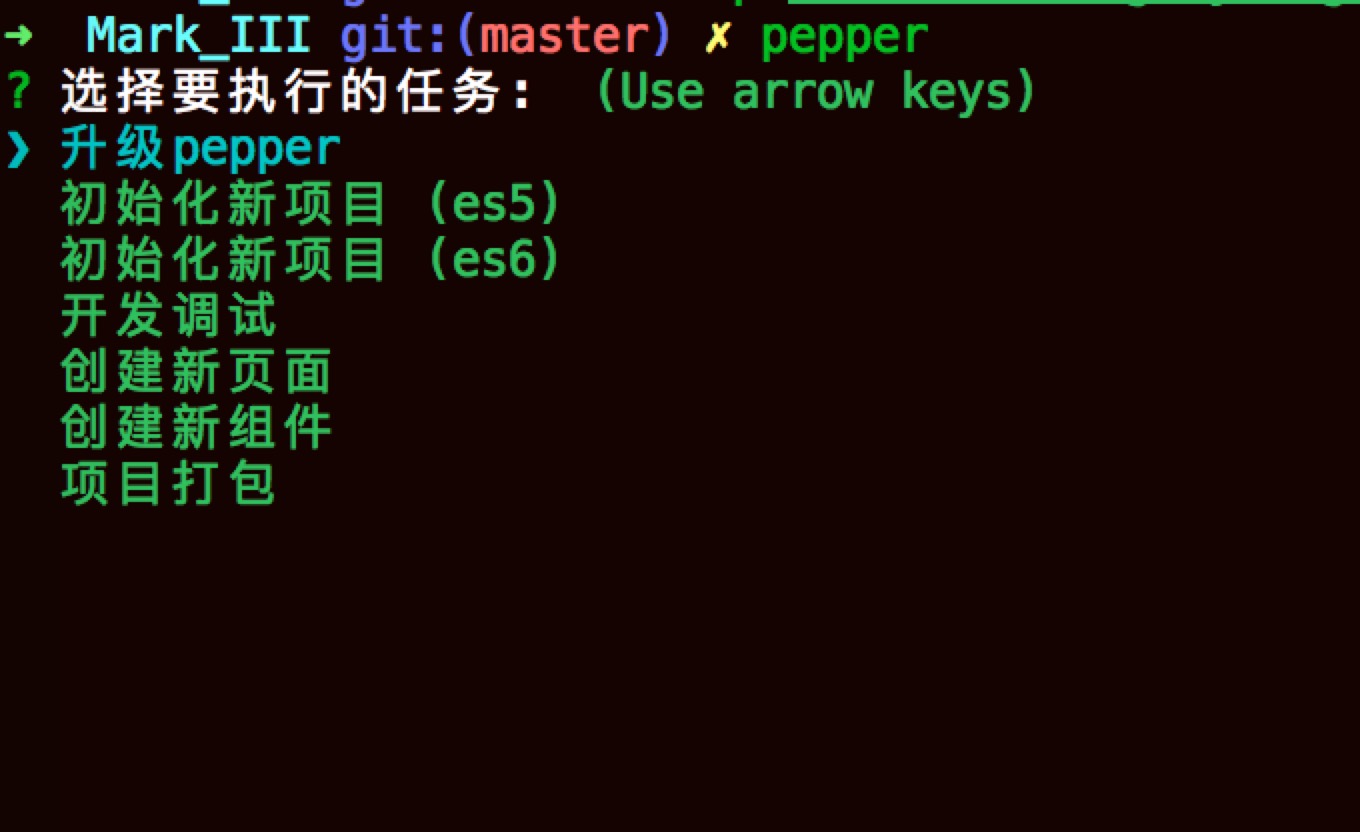 ➜ Mark_III git:(master) ✗ pepper
? 选择要执行的任务: (Use arrow keys)
❯ 升级pepper
初始化新项目 (es5)
初始化新项目 (es6)
开发调试
创建新页面
创建新组件
项目打包